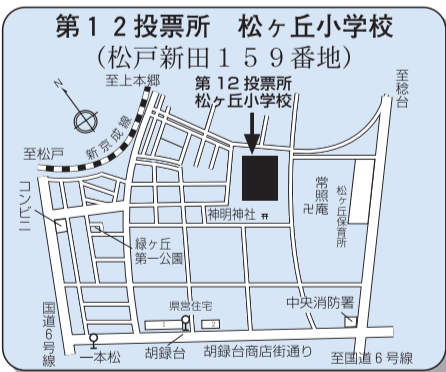 第12投票所 松ヶ丘小学校
(松戸新田159番地)
至上本郷
第12投票所
松ヶ丘小学校
至稔台
N
新京成線
至松戸
コンビニ
常照庵
卍
松ヶ丘保育所
神明神社
緑ヶ丘
第一公園
県営住宅
1
2
中央消防署
国道6号線
一本松
胡録台
胡録台商店街通り
至国道6号線